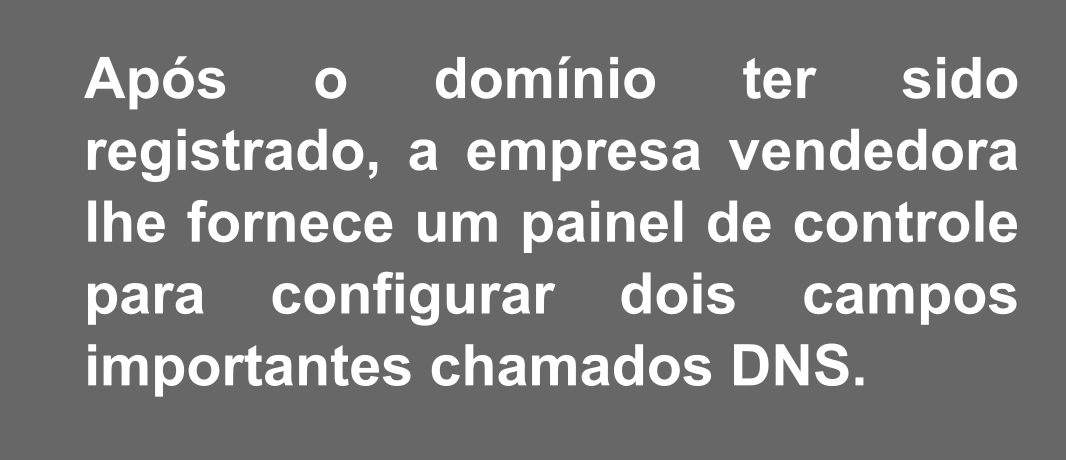 Após o domínio ter sido
registrado, a empresa vendedora
lhe fornece um painel de controle
para configurar dois campos
importantes chamados DNS.